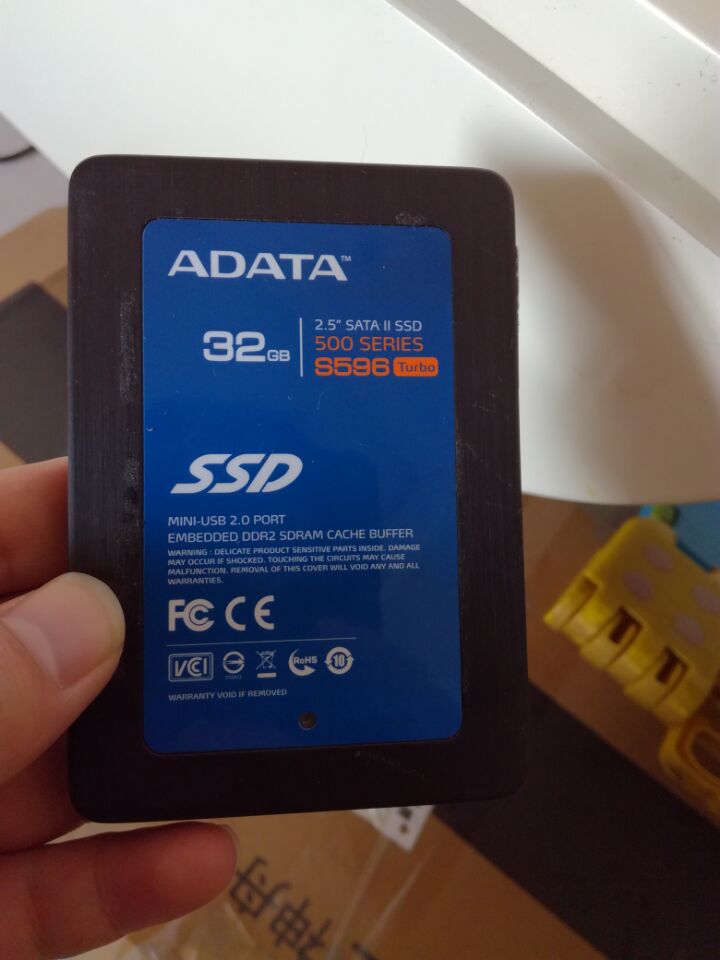 ADATA™
32GB
2.5" SATA II SSD
500 SERIES
S596 Turbo
SSD
MINI-USB 2.0 PORT
EMBEDDED DDR2 SDRAM CACHE BUFFER
WARNING : DELICATE PRODUCT SENSITIVE PARTS INSIDE. DAMAGE
MAY OCCUR IF SHOCKED. TOUCHING THE CIRCUITS MAY CAUSE
MALFUNCTION. REMOVAL OF THIS COVER WILL VOID ANY AND ALL
WARRANTIES.
FC CE
VCI RoHS 10
WARRANTY VOID IF REMOVED